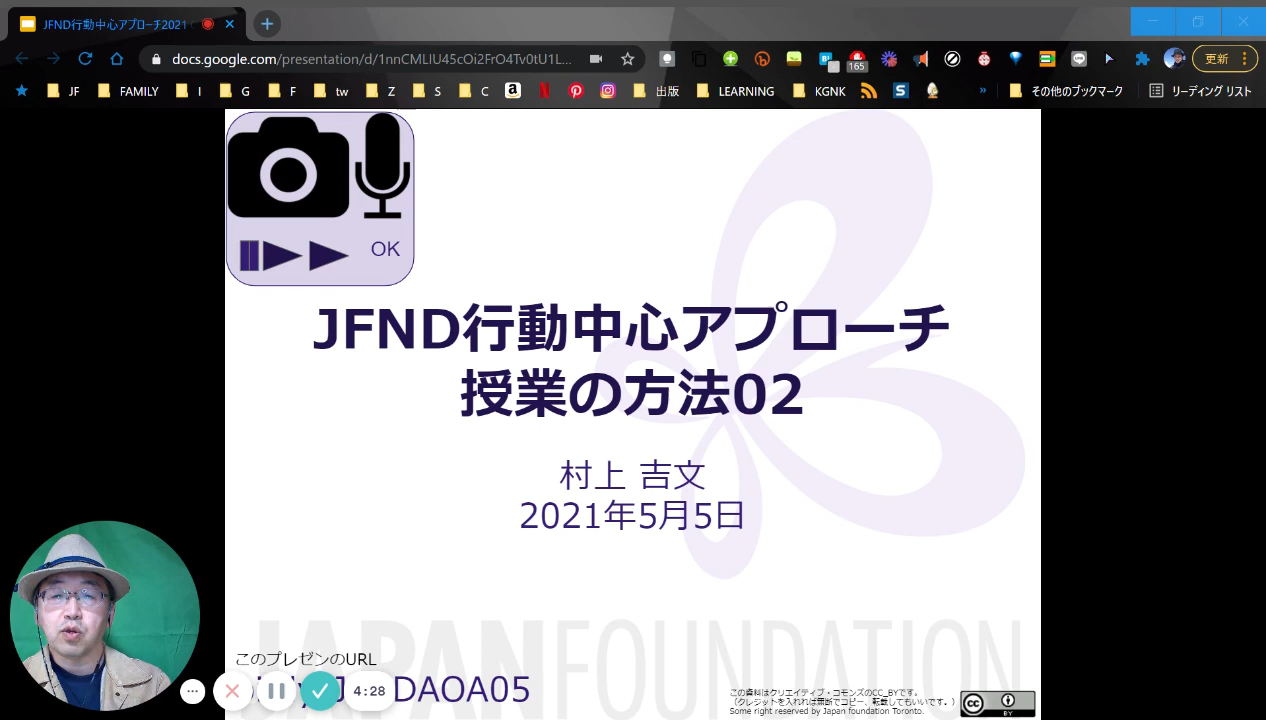 JFND行動中心アプローチ2021
docs.google.com/presentation/d/1nnCMLIU45cOi2FrO4Tv0tU1L...
165
更新
JF
FAMILY
I
G
F
tw
Z
S
C
出版
LEARNING
KGNK
S
»
その他のブックマーク
リーディング リスト
OK
JFND行動中心アプローチ
授業の方法02
村上 吉文
2021年5月5日
JAPANFOUNDATION
このプレゼンのURL
DAOA05
4:28
この資料はクリエイティブ・コモンズのCC_BYです。
（クレジットを入れれば無断でコピー、転載してもいいです。）
Some right reserved by Japan foundation Toronto.
cc
BY